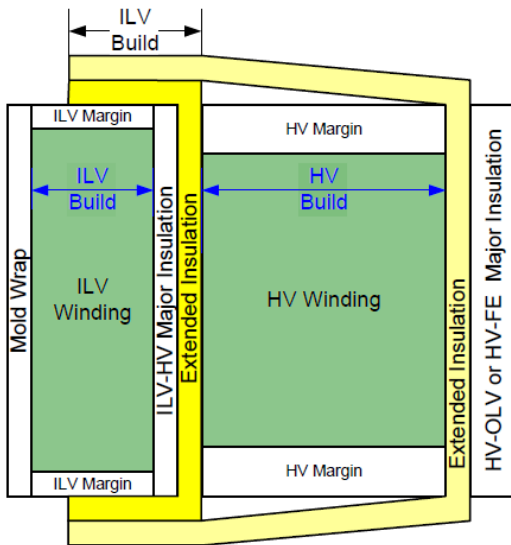 ILV
Build
ILV Margin
HV Margin
ILV
Build
HV
Build
Mold Wrap
ILV
Winding
ILV-HV Major Insulation
Extended Insulation
HV Winding
Extended Insulation
HV-OLV or HV-FE  Major Insulation
HV Margin
ILV Margin